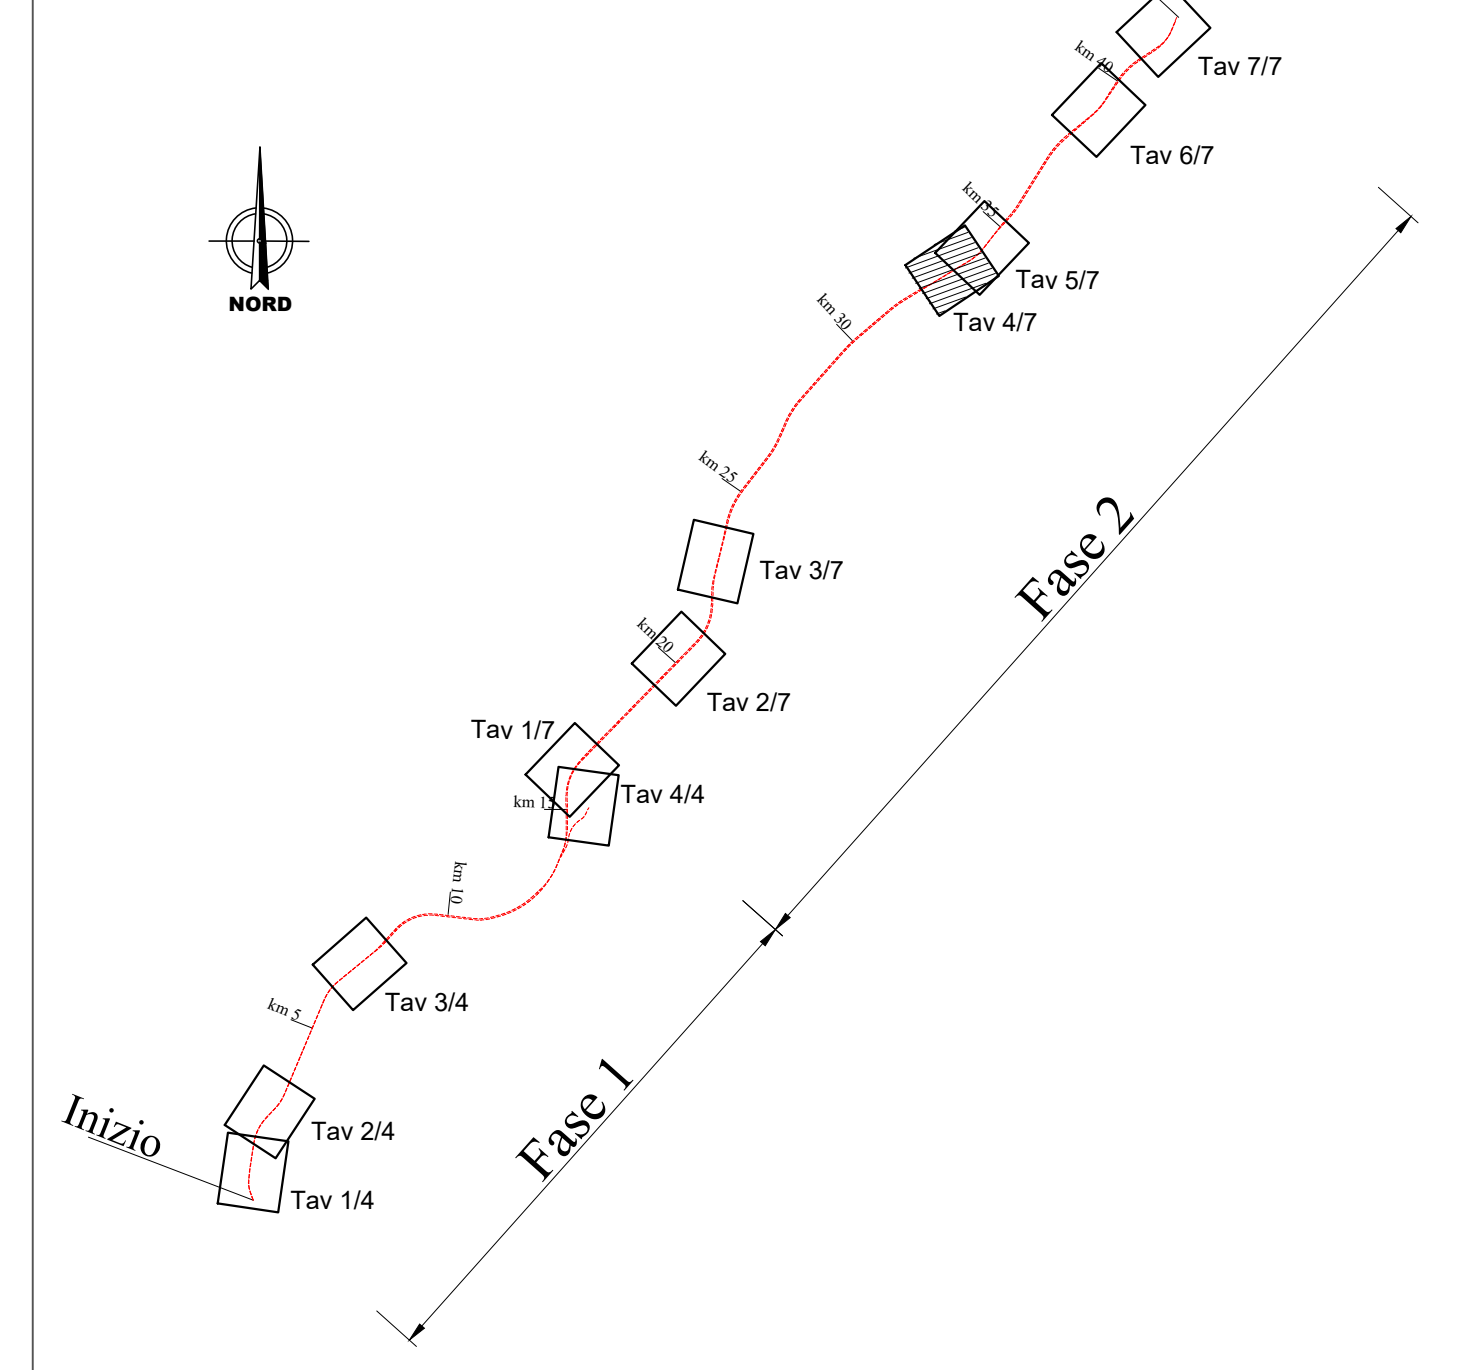 Tav 7/7
km 40
Tav 6/7
km 35
Tav 5/7
NORD
km 30
Tav 4/7
km 25
Fase 2
Tav 3/7
km 20
Tav 2/7
Tav 1/7
Tav 4/4
km 15
km 10
Tav 3/4
km 5
Fase 1
Inizio
Tav 2/4
Tav 1/4